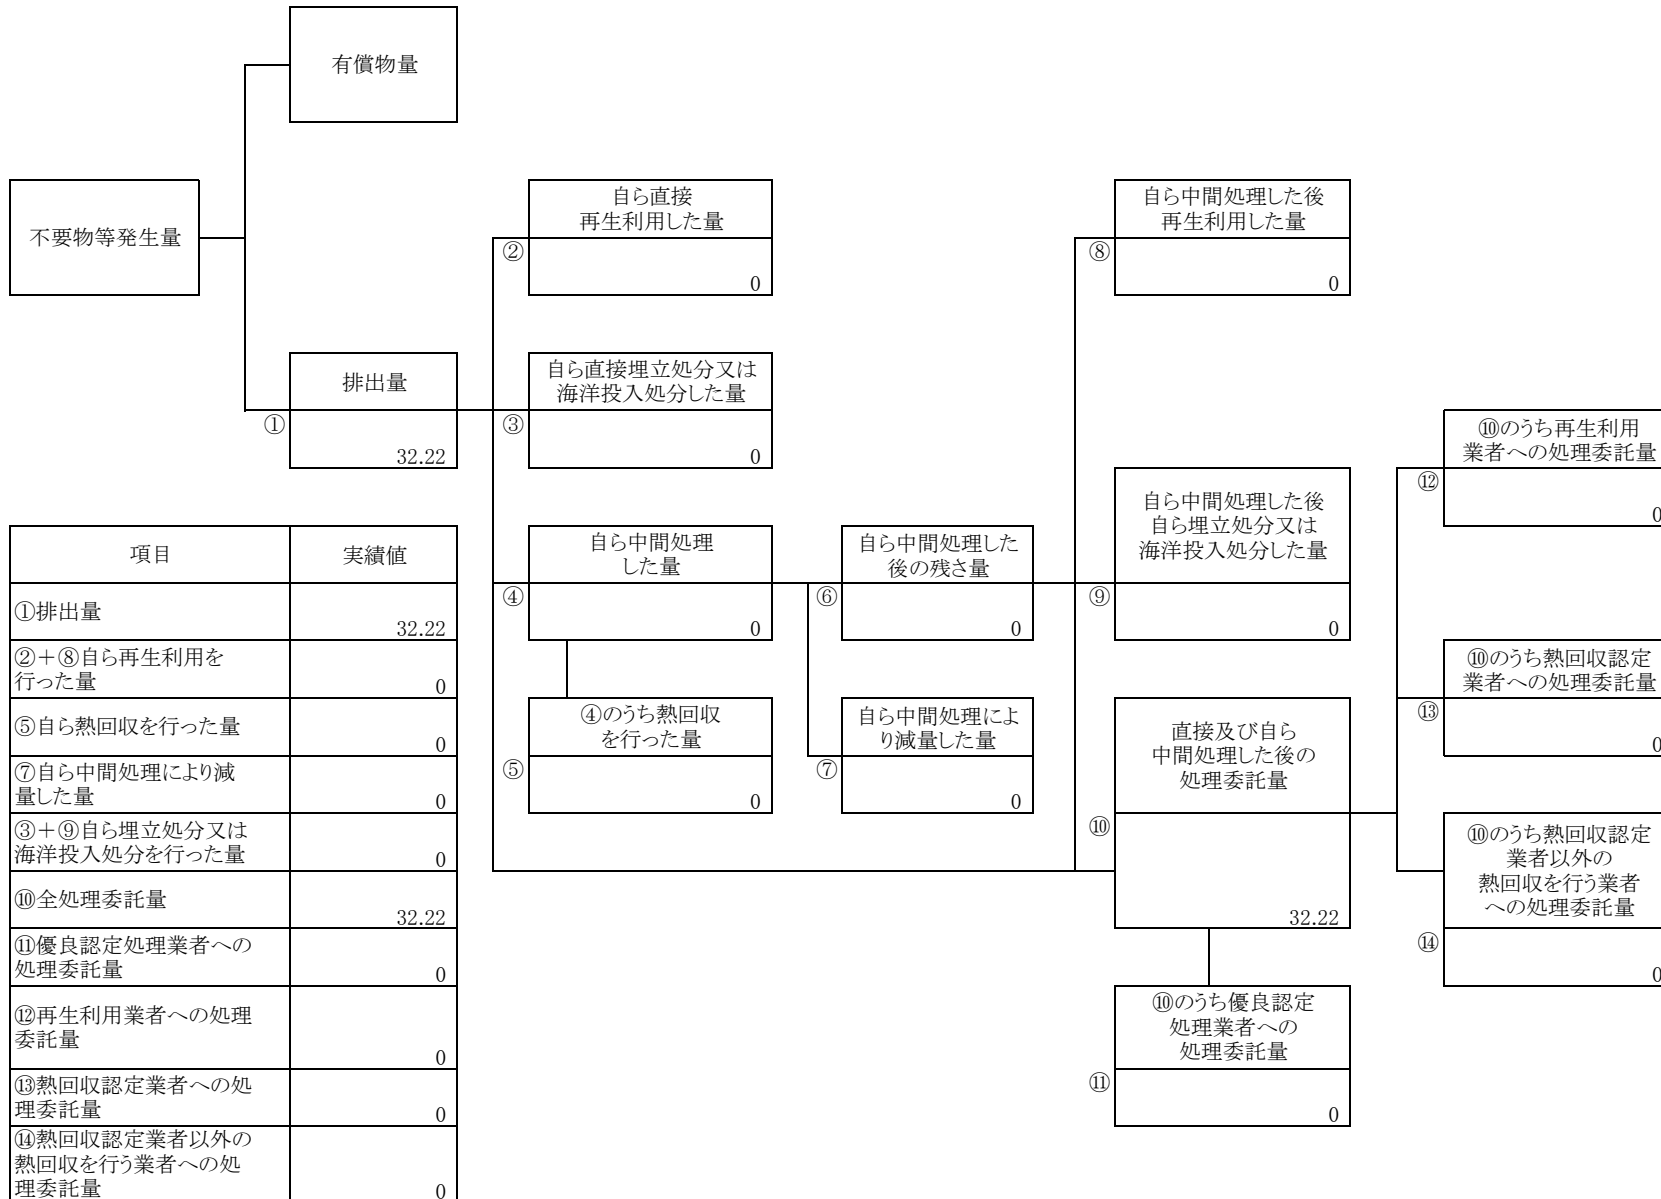 有償物量
不要物等発生量
排出量
①
32.22
自ら直接
再生利用した量
②
0
自ら直接埋立処分又は
海洋投入処分した量
③
0
自ら中間処理
した量
④
0
④のうち熱回収
を行った量
⑤
0
自ら中間処理した
後の残さ量
⑥
0
自ら中間処理によ
り減量した量
⑦
0
自ら中間処理した後
再生利用した量
⑧
0
自ら中間処理した後
自ら埋立処分又は
海洋投入処分した量
⑨
0
直接及び自ら
中間処理した後の
処理委託量
⑩
32.22
⑩のうち優良認定
処理業者への
処理委託量
⑪
0
⑩のうち再生利用
業者への処理委託量
⑫
0
⑩のうち熱回収認定
業者への処理委託量
⑬
0
⑩のうち熱回収認定
業者以外の
熱回収を行う業者
への処理委託量
⑭
0
項目 実績値
①排出量
32.22
②＋⑧自ら再生利用を
行った量 0
⑤自ら熱回収を行った量
0
⑦自ら中間処理により減
量した量 0
③＋⑨自ら埋立処分又は
海洋投入処分を行った量 0
⑩全処理委託量
32.22
⑪優良認定処理業者への
処理委託量 0
⑫再生利用業者への処理
委託量
0
⑬熱回収認定業者への処
理委託量 0
⑭熱回収認定業者以外の
熱回収を行う業者への処
理委託量 0